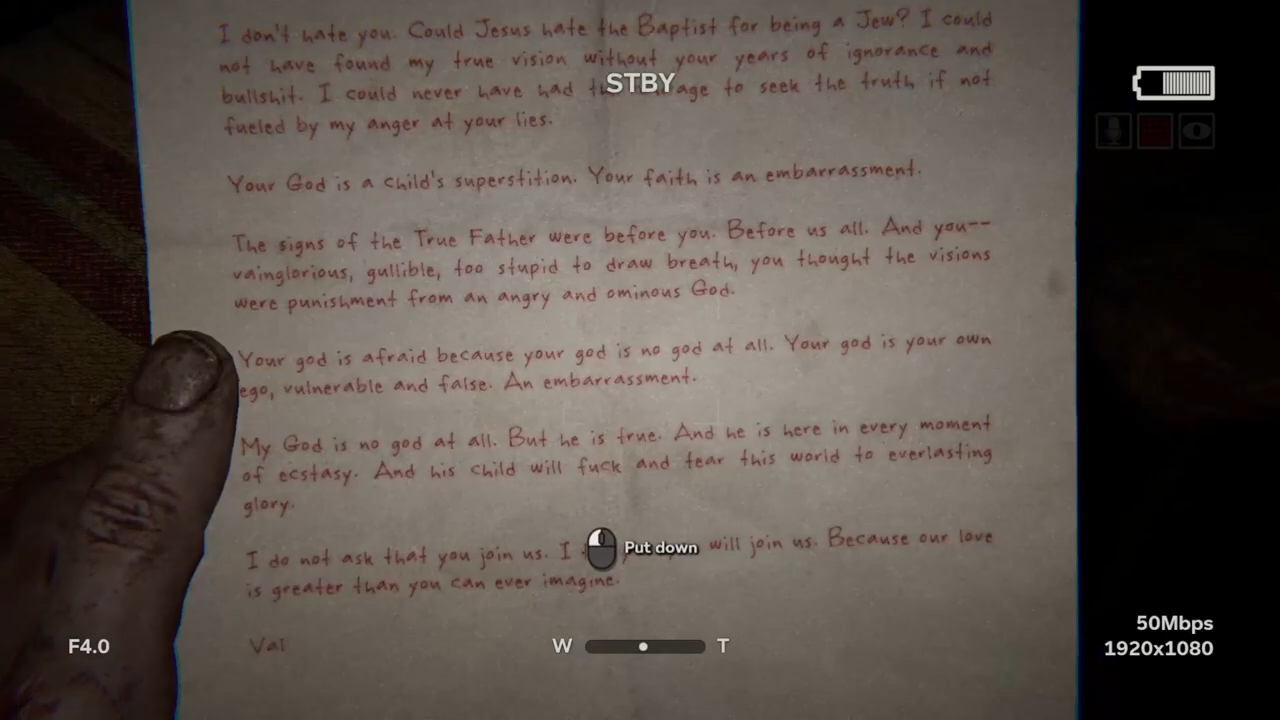 I don't hate you. Could Jesus hate the Baptist for being a Jew? I could
not have found my true vision without your years of ignorance and
STBY
bullshit. I could never have had the age to seek the truth if not
fueled by my anger at your lies.
Your God is a child's superstition. Your faith is an embarrassment.
The signs of the True Father were before you. Before us all. And you--
vainglorious, gullible, too stupid to draw breath, you thought the visions
were punishment from an angry and ominous God.
Your god is afraid because your god is no god at all. Your god is your own
ego, vulnerable and false. An embarrassment.
My God is no god at all. But he is true. And he is here in every moment
of ecstasy. And his child will fuck and tear this world to everlasting
glory.
I do not ask that you join us. I will join us. Because our love
Put down
is greater than you can ever imagine.
Val
F4.0
W T
50Mbps
1920x1080